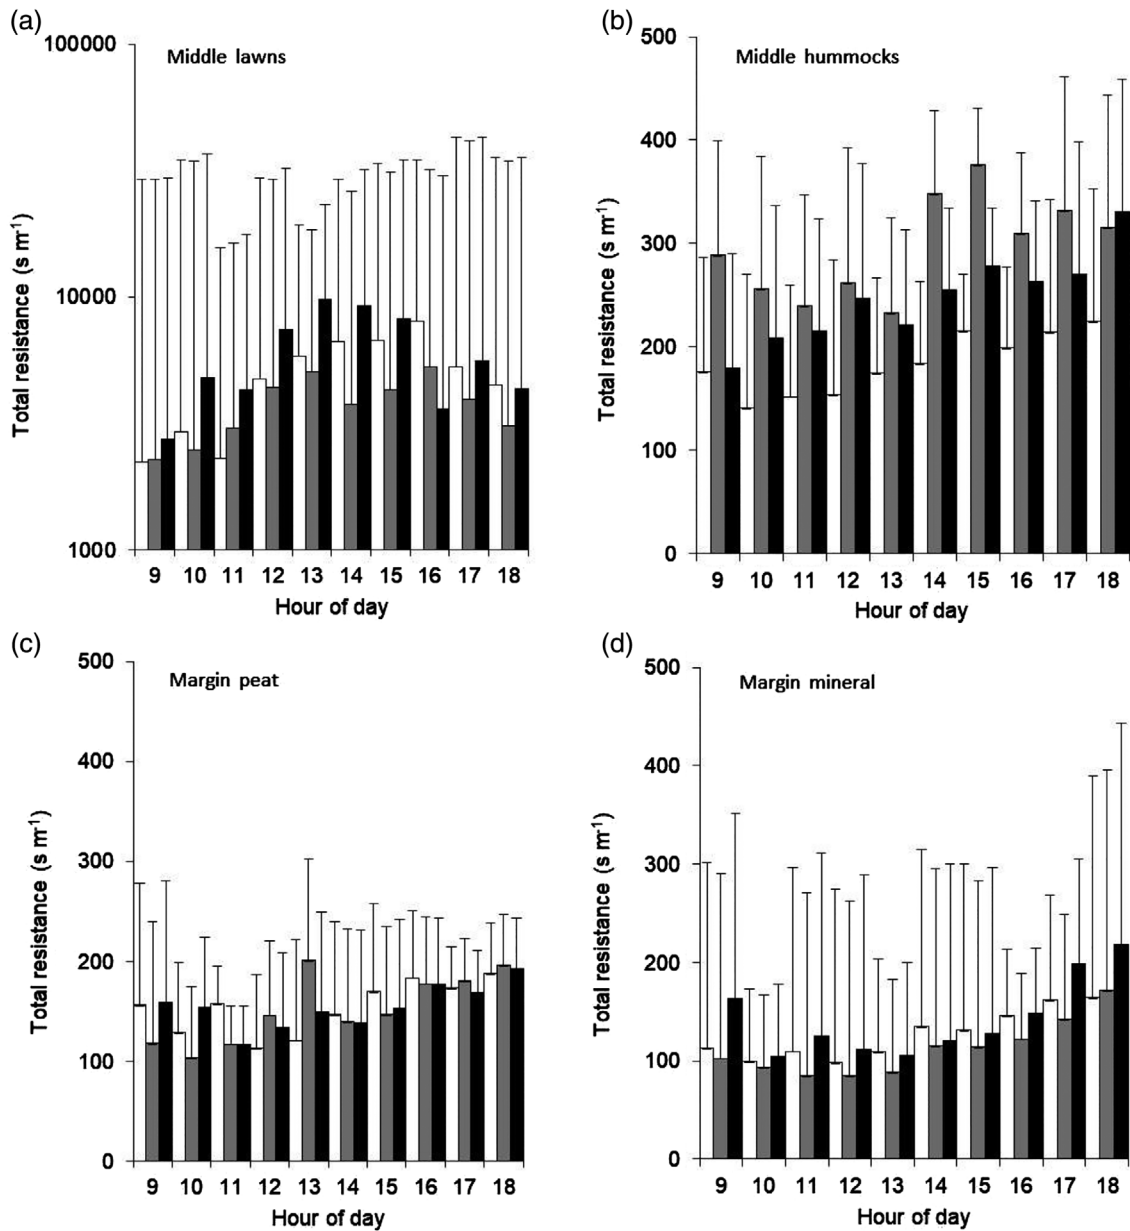 (a)
Middle lawns
100000
10000
1000
Total resistance (s m-1)
9 10 11 12 13 14 15 16 17 18
Hour of day
(b)
Middle hummocks
500
400
300
200
100
0
Total resistance (s m-1)
9 10 11 12 13 14 15 16 17 18
Hour of day
(c)
Margin peat
500
400
300
200
100
0
Total resistance (s m-1)
9 10 11 12 13 14 15 16 17 18
Hour of day
(d)
Margin mineral
500
400
300
200
100
0
Total resistance (s m-1)
9 10 11 12 13 14 15 16 17 18
Hour of day